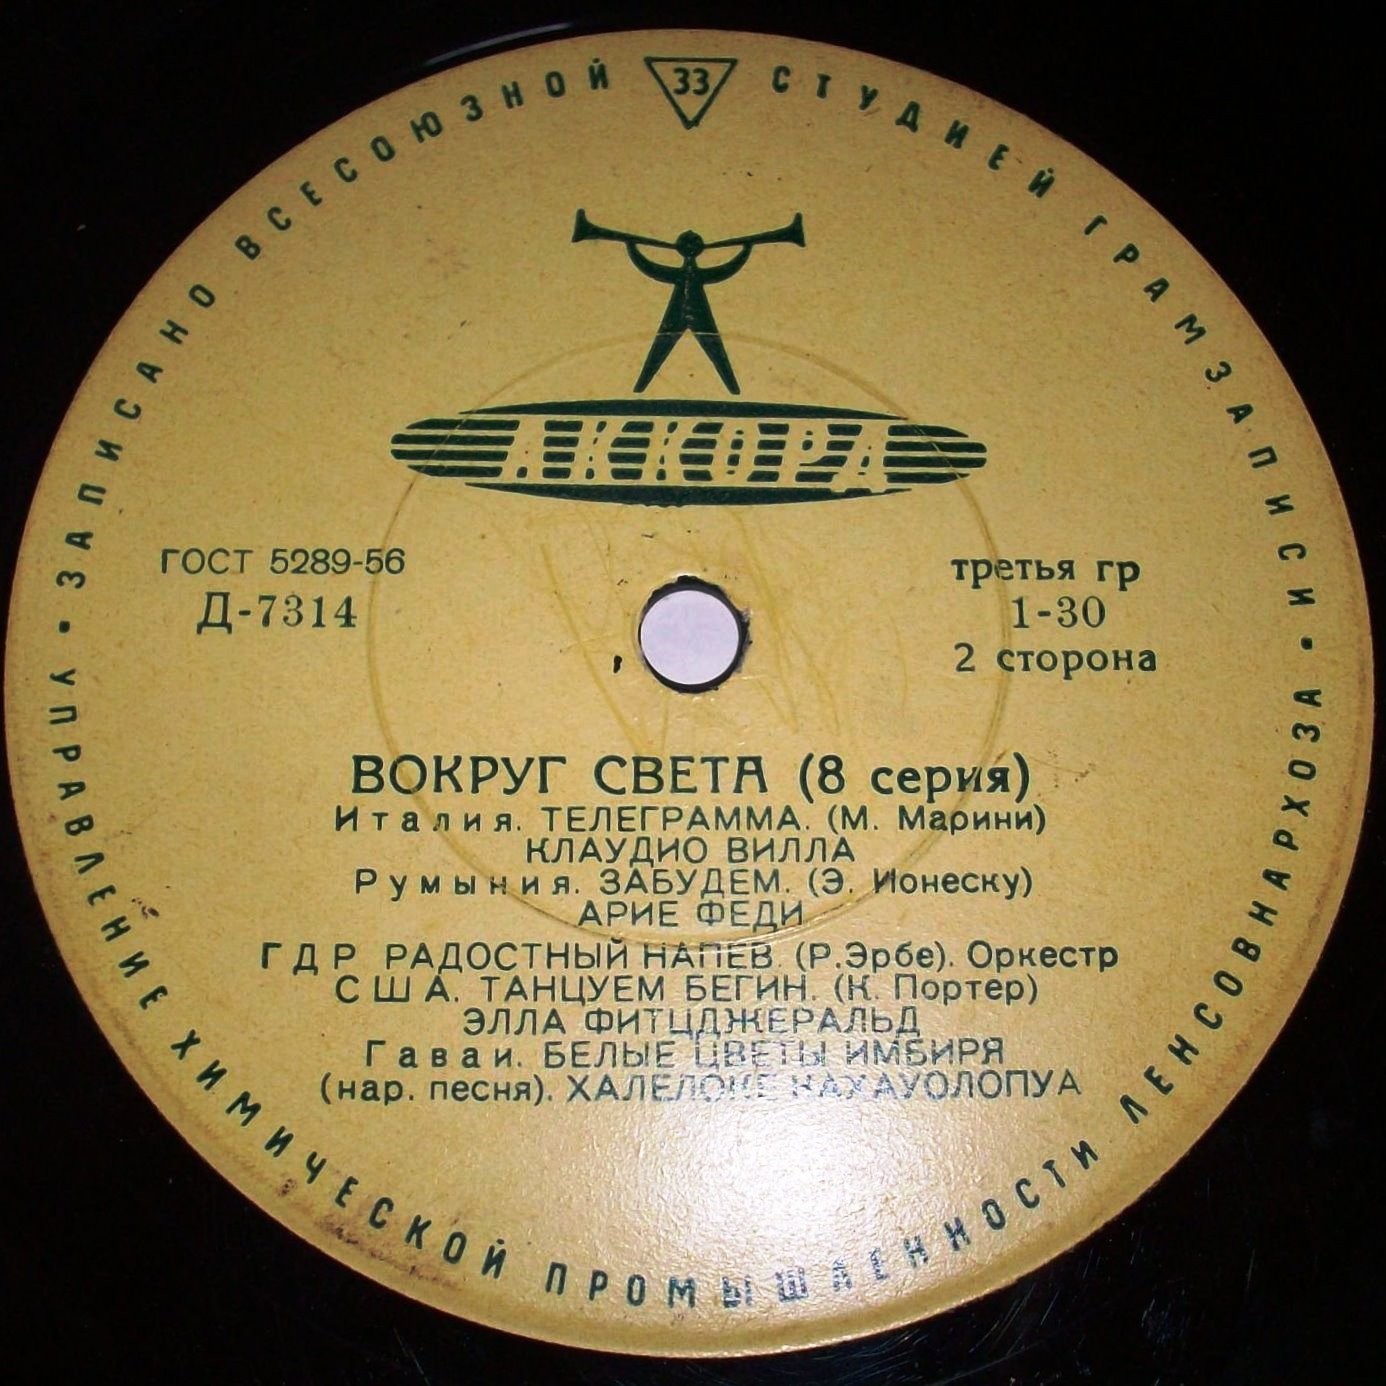 ЗАПИСАНО ВСЕСОЮЗНОЙ 33 СТУДИЕЙ ГРАМЗАПИСИ
АККОРД
ГОСТ 5289-56
Д-7314
третья гр
1-30
2 сторона
ВОКРУГ СВЕТА (8 серия)
Италия. ТЕЛЕГРАММА. (М. Марини)
КЛАУДИО ВИЛЛА
Румыния. ЗАБУДЕМ. (Э. Ионеску)
АРИЕ ФЕДИ
ГДР РАДОСТНЫЙ НАПЕВ. (Р.Эрбе). Оркестр
США. ТАНЦУЕМ БЕГИН. (К. Портер)
ЭЛЛА ФИТЦДЖЕРАЛЬД
Гаваи. БЕЛЫЕ ЦВЕТЫ ИМБИРЯ
(нар. песня). ХАЛЕЛОКЕ КАХАУОЛОПУА
УПРАВЛЕНИЕ ХИМИЧЕСКОЙ ПРОМЫШЛЕННОСТИ ЛЕНСОВНАРХОЗА